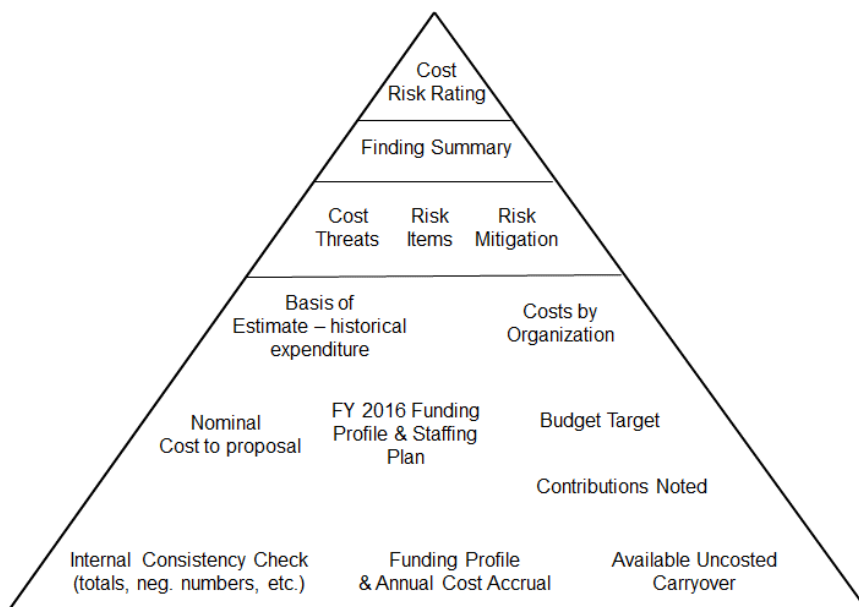 Cost
Risk Rating
Finding Summary
Cost
Threats
Risk
Items
Risk
Mitigation
Basis of
Estimate – historical
expenditure
Costs by
Organization
Nominal
Cost to proposal
FY 2016 Funding
Profile & Staffing
Plan
Budget Target
Contributions Noted
Internal Consistency Check
(totals, neg. numbers, etc.)
Funding Profile
& Annual Cost Accrual
Available Uncosted
Carryover